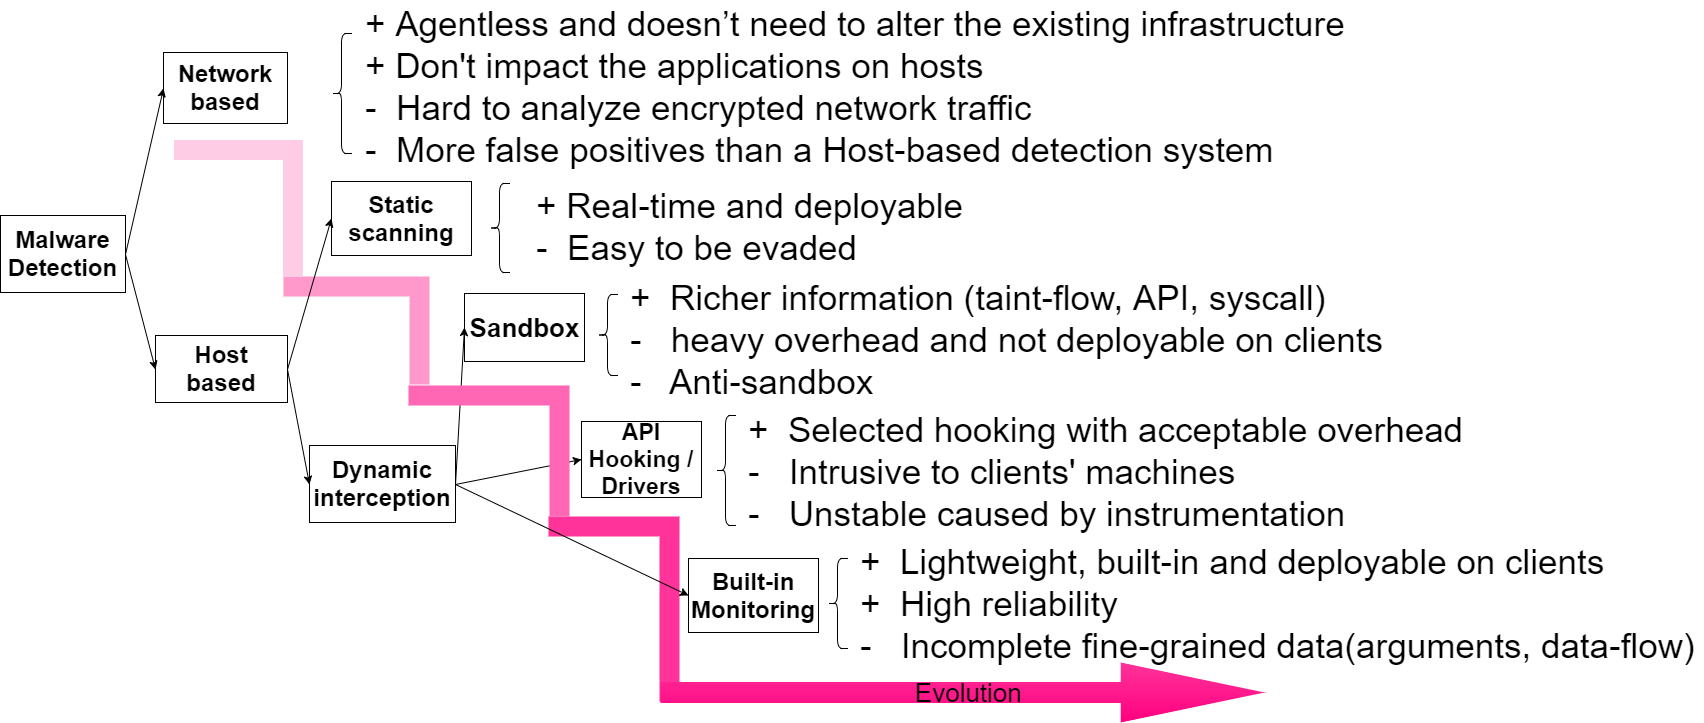 Network
based
+ Agentless and doesn’t need to alter the existing infrastructure
+ Don't impact the applications on hosts
- Hard to analyze encrypted network traffic
- More false positives than a Host-based detection system
Malware
Detection
Static
scanning
+ Real-time and deployable
- Easy to be evaded
Host
based
Sandbox
+ Richer information (taint-flow, API, syscall)
- heavy overhead and not deployable on clients
- Anti-sandbox
Dynamic
interception
API
Hooking /
Drivers
+ Selected hooking with acceptable overhead
- Intrusive to clients' machines
- Unstable caused by instrumentation
Built-in
Monitoring
+ Lightweight, built-in and deployable on clients
+ High reliability
- Incomplete fine-grained data(arguments, data-flow)
Evolution